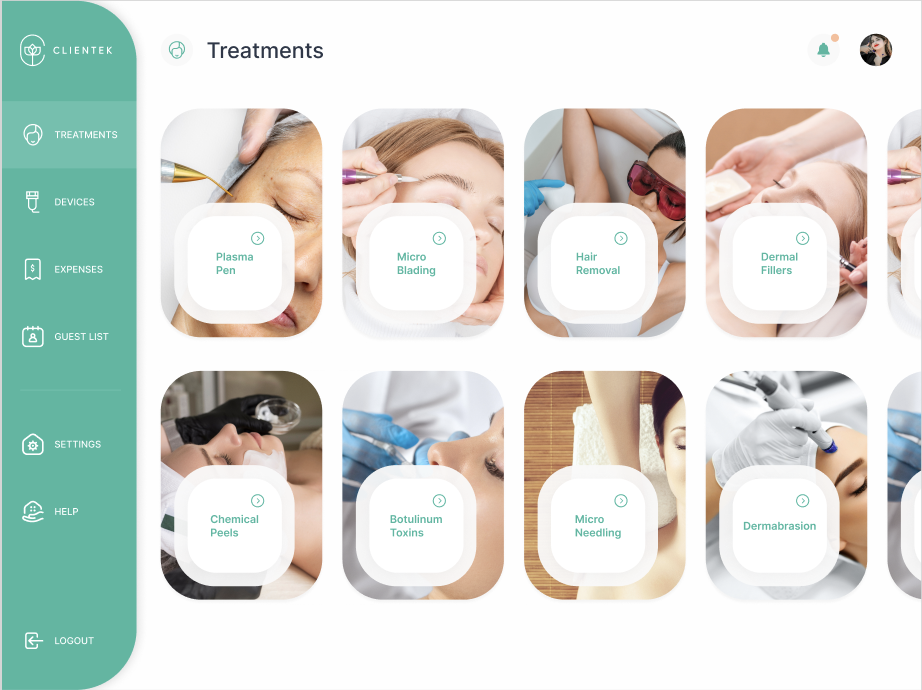 CLIENTEK
Treatments
TREATMENTS
DEVICES
$ EXPENSES
GUEST LIST
SETTINGS
HELP
LOGOUT
Plasma
Pen
Micro
Blading
Hair
Removal
Dermal
Fillers
Chemical
Peels
Botulinum
Toxins
Micro
Needling
Dermabrasion